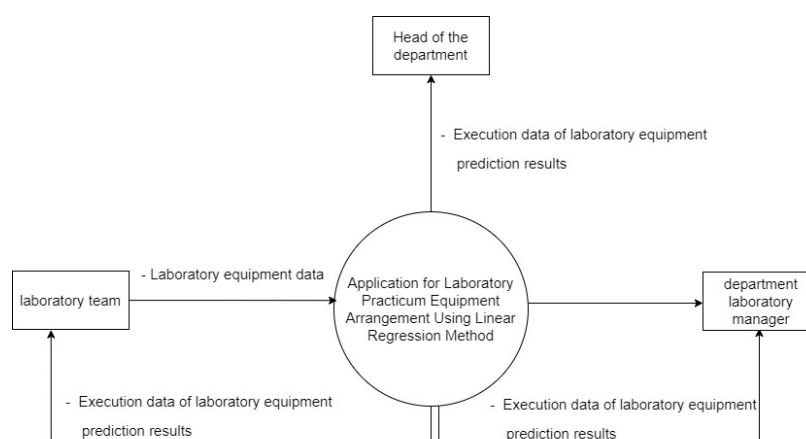 Head of the
department
- Execution data of laboratory equipment
prediction results
- Laboratory equipment data
laboratory team
Application for Laboratory
Practicum Equipment
Arrangement Using Linear
Regression Method
department
laboratory
manager
- Execution data of laboratory equipment
prediction results
- Execution data of laboratory equipment
prediction results